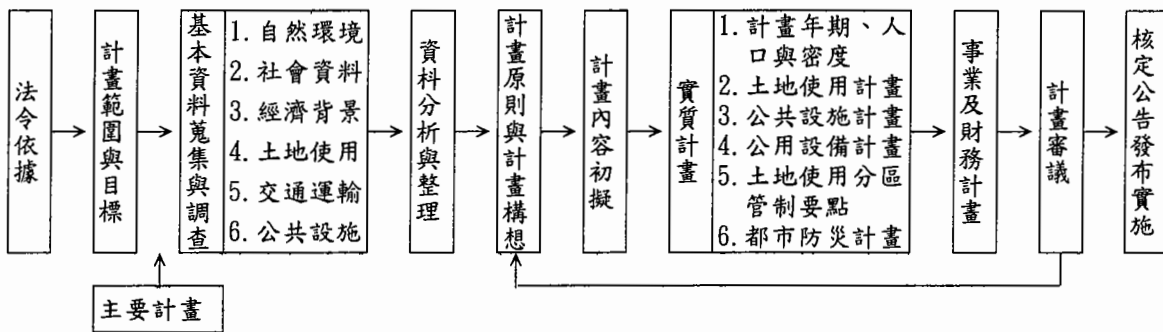 法令依據
計畫範圍與目標
基本資料蒐集與調查
1. 自然環境
2. 社會資料
3. 經濟背景
4. 土地使用
5. 交通運輸
6. 公共設施
資料分析與整理
計畫原則與計畫構想
計畫內容初擬
實質計畫
1. 計畫年期、人
口與密度
2. 土地使用計畫
3. 公共設施計畫
4. 公用設備計畫
5. 土地使用分區
管制要點
6. 都市防災計畫
事業及財務計畫
計畫審議
核定公告發布實施
主要計畫